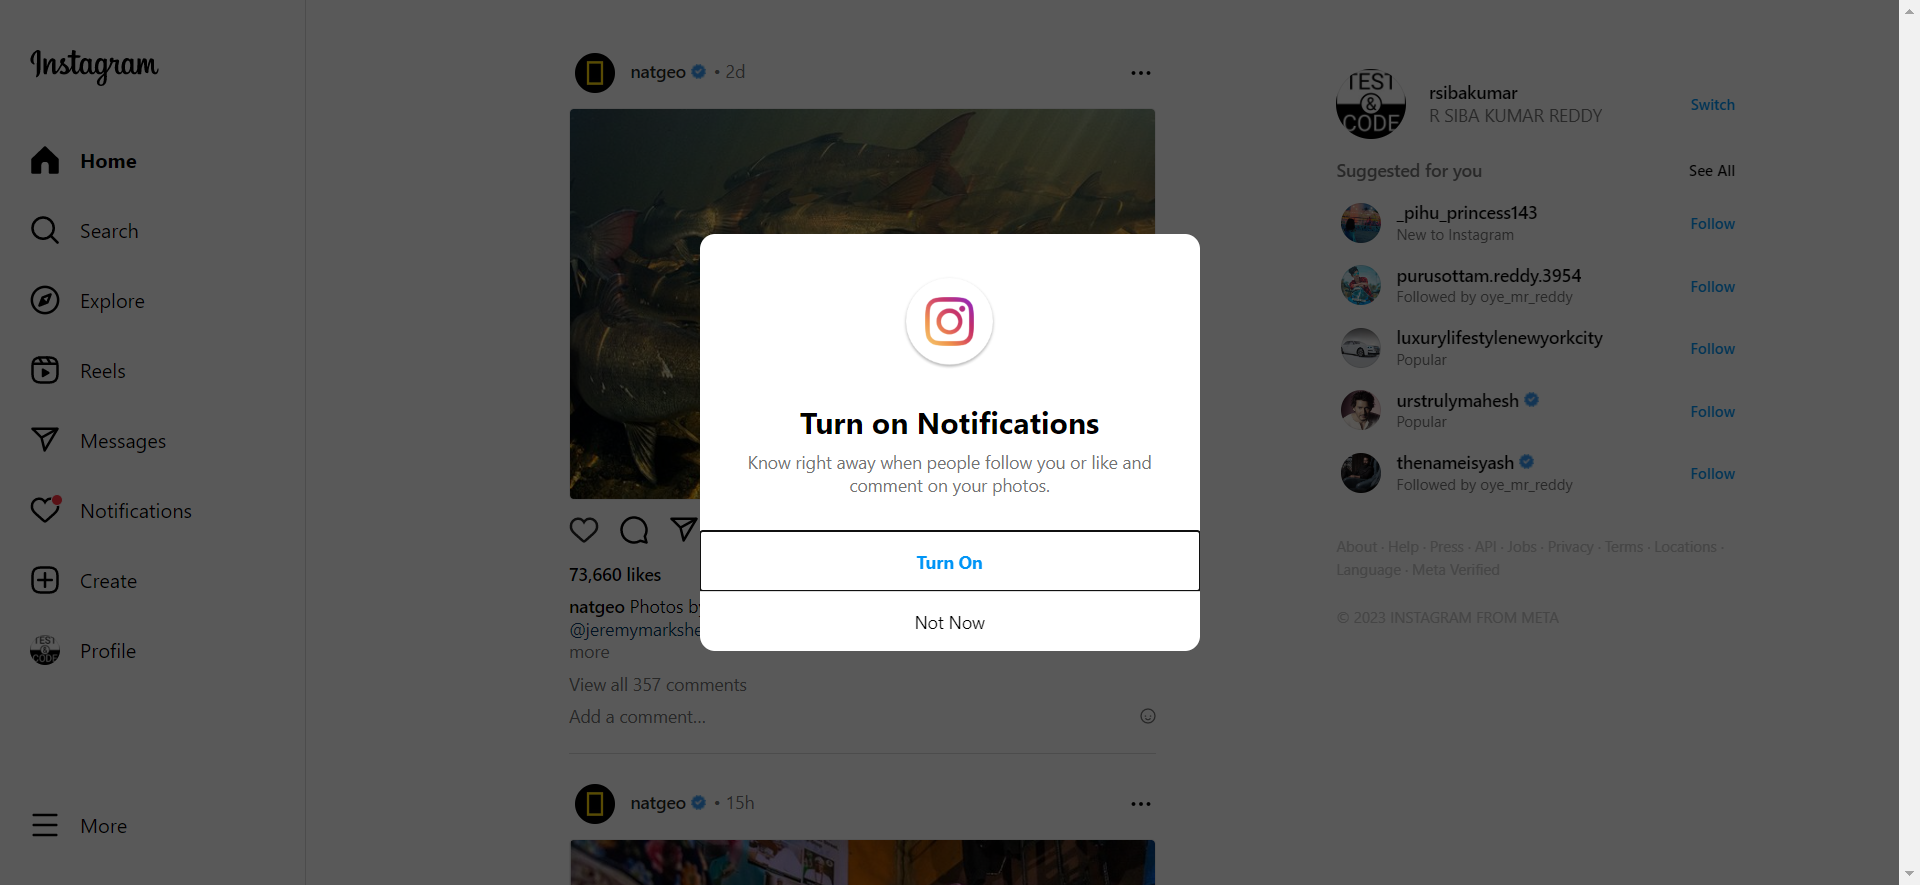 Instagram
Home
Search
Explore
Reels
Messages
Notifications
Create
Profile
More
natgeo • 2d
73,660 likes
natgeo Photos by
@jeremymarkshe
more
View all 357 comments
Add a comment...
natgeo • 15h
Turn on Notifications
Know right away when people follow you or like and
comment on your photos.
Turn On
Not Now
TEST
&
CODE
rsibakumar
R SIBA KUMAR REDDY
Switch
Suggested for you
See All
_pihu_princess143
New to Instagram
Follow
purusottam.reddy.3954
Followed by oye_mr_reddy
Follow
luxurylifestylenewyorkcity
Popular
Follow
urstrulymahesh
Popular
Follow
thenameisyash
Followed by oye_mr_reddy
Follow
About · Help · Press · API · Jobs · Privacy · Terms · Locations ·
Language · Meta Verified
© 2023 INSTAGRAM FROM META